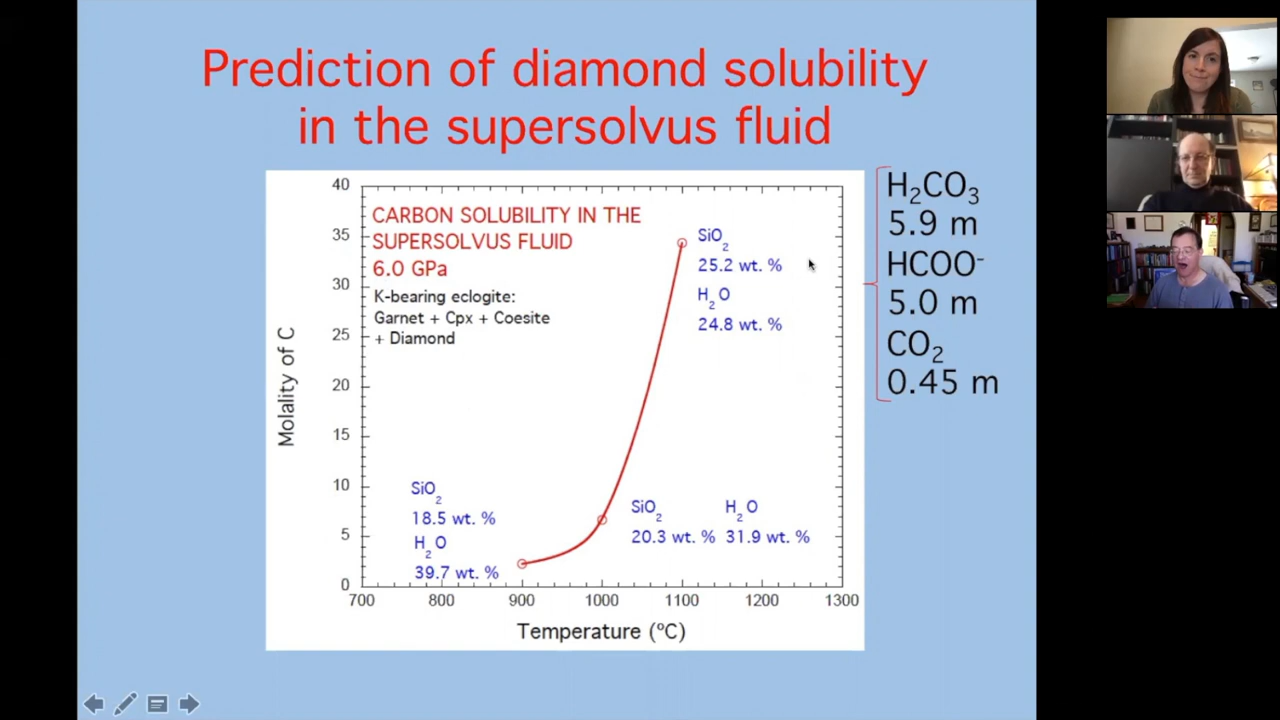 Prediction of diamond solubility
in the supersolvus fluid
CARBON SOLUBILITY IN THE
SUPERSOLVUS FLUID
6.0 GPa
K-bearing eclogite:
Garnet + Cpx + Coesite
+ Diamond
Molality of C
40
35
30
25
20
15
10
5
0
SiO₂
25.2 wt. %
H₂O
24.8 wt. %
SiO₂
18.5 wt. %
H₂O
39.7 wt. %
SiO₂ H₂O
20.3 wt. % 31.9 wt. %
700 800 900 1000 1100 1200 1300
Temperature (ºC)
H₂CO₃
5.9 m
HCOO⁻
5.0 m
CO₂
0.45 m